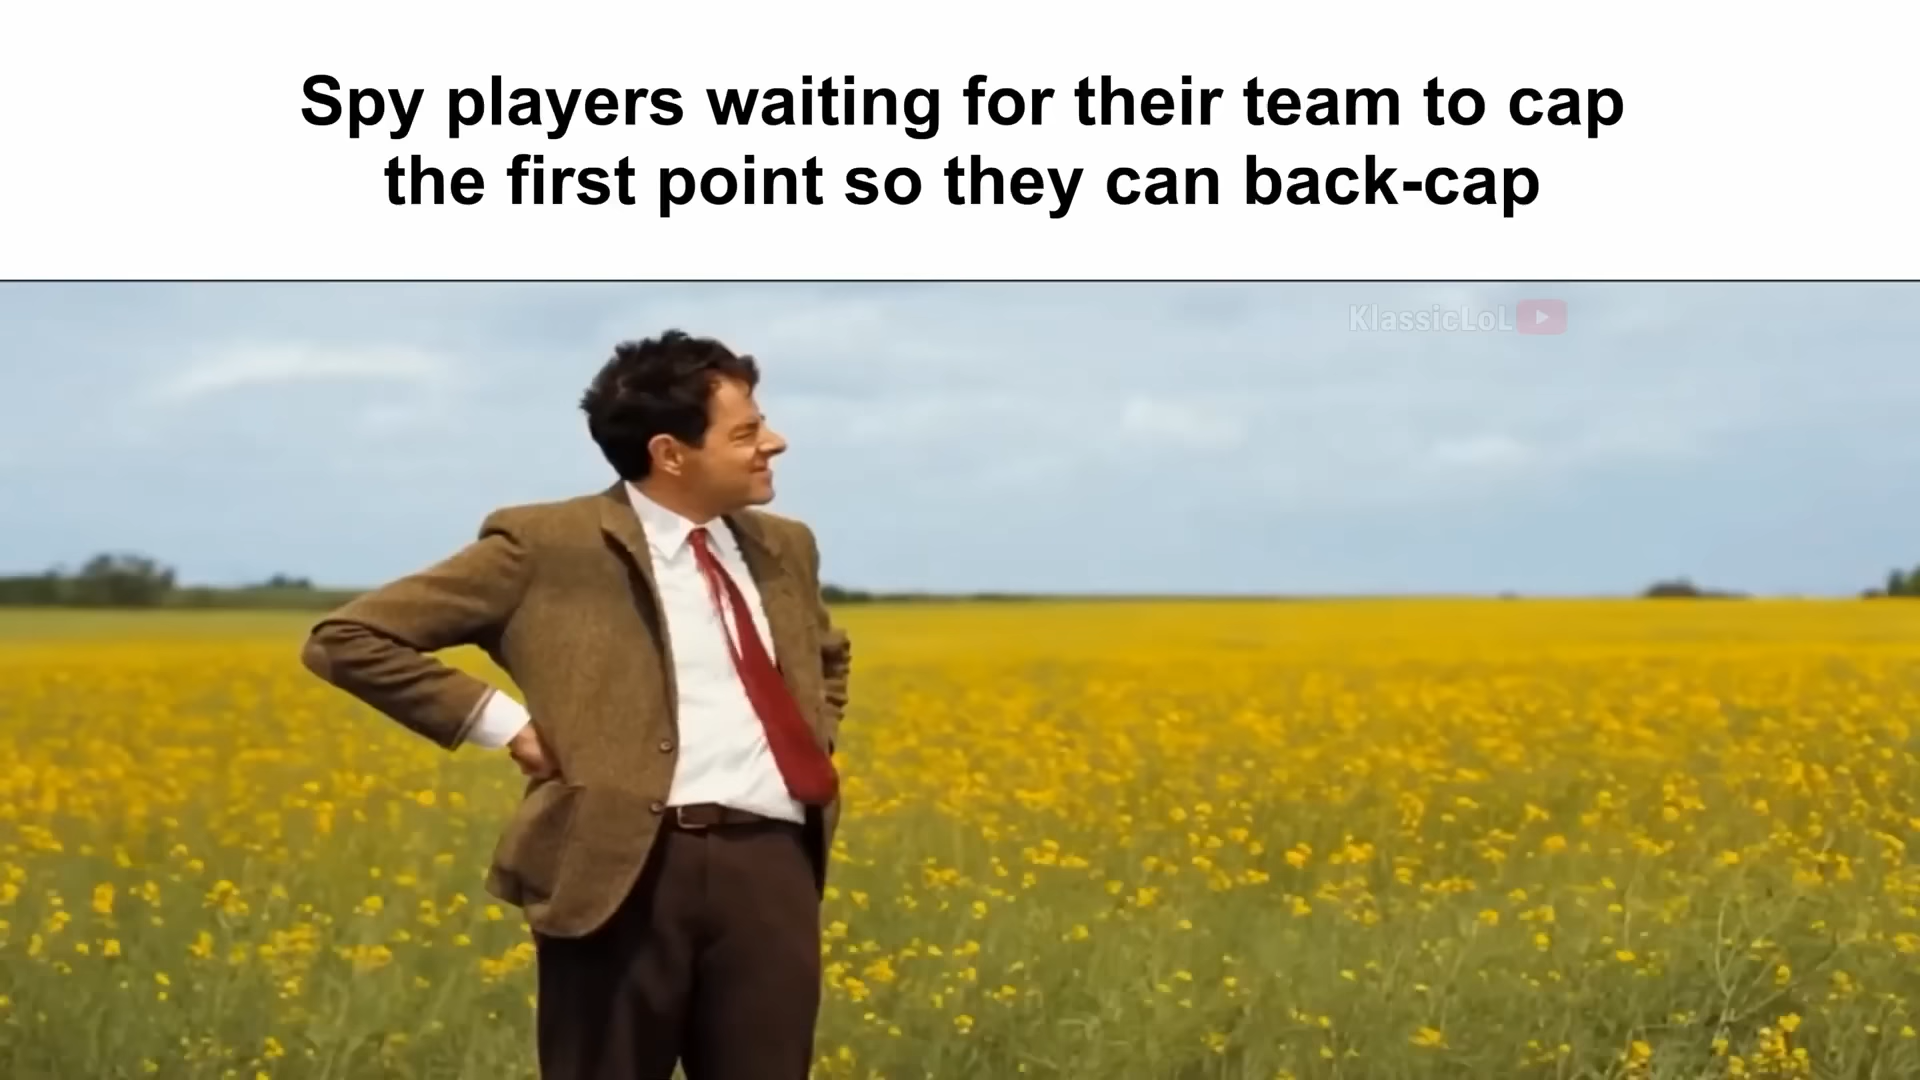 Spy players waiting for their team to cap
the first point so they can back-cap
KlassicLoL